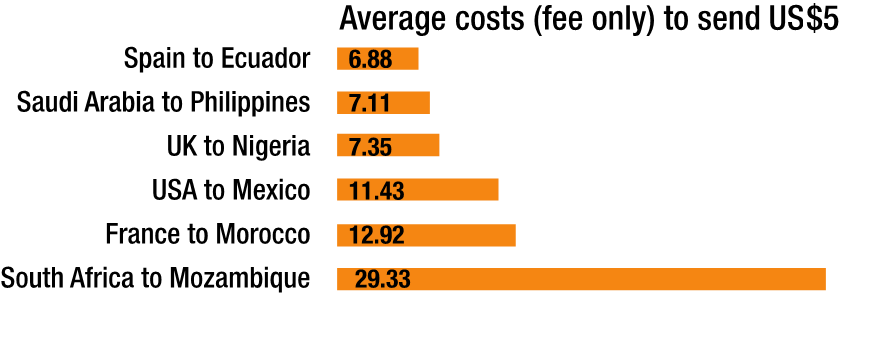 Average costs (fee only) to send US$5
Spain to Ecuador 6.88
Saudi Arabia to Philippines 7.11
UK to Nigeria 7.35
USA to Mexico 11.43
France to Morocco 12.92
South Africa to Mozambique 29.33